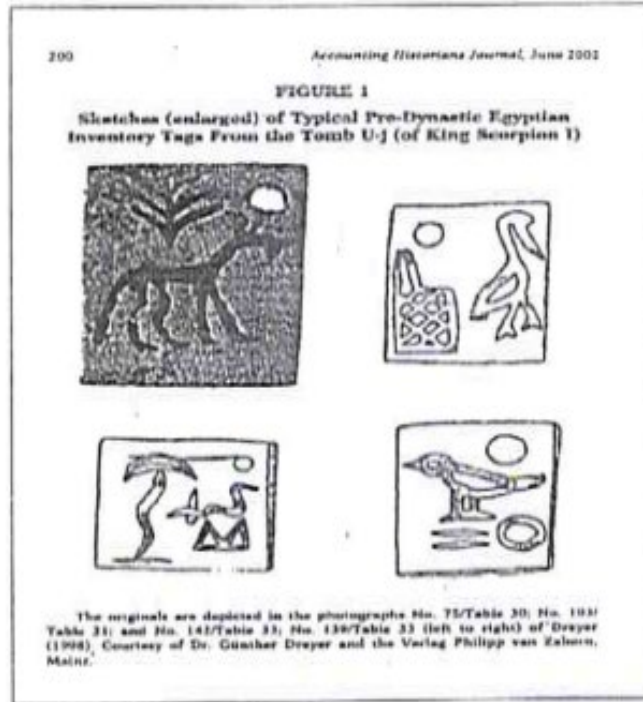 200 Accounting Historians Journal, June 2002
FIGURE 1
Sketches (enlarged) of Typical Pre-Dynastic Egyptian
Inventory Tags From the Tomb U-j (of King Scorpion I)
The originals are depicted in the photographs No. 75/Table 30; No. 103/
Table 31; and No. 142/Table 33; No. 139/Table 33 (left to right) of Dreyer
(1998), Courtesy of Dr. Günther Dreyer and the Verlag Philipp van Zabern,
Mainz.